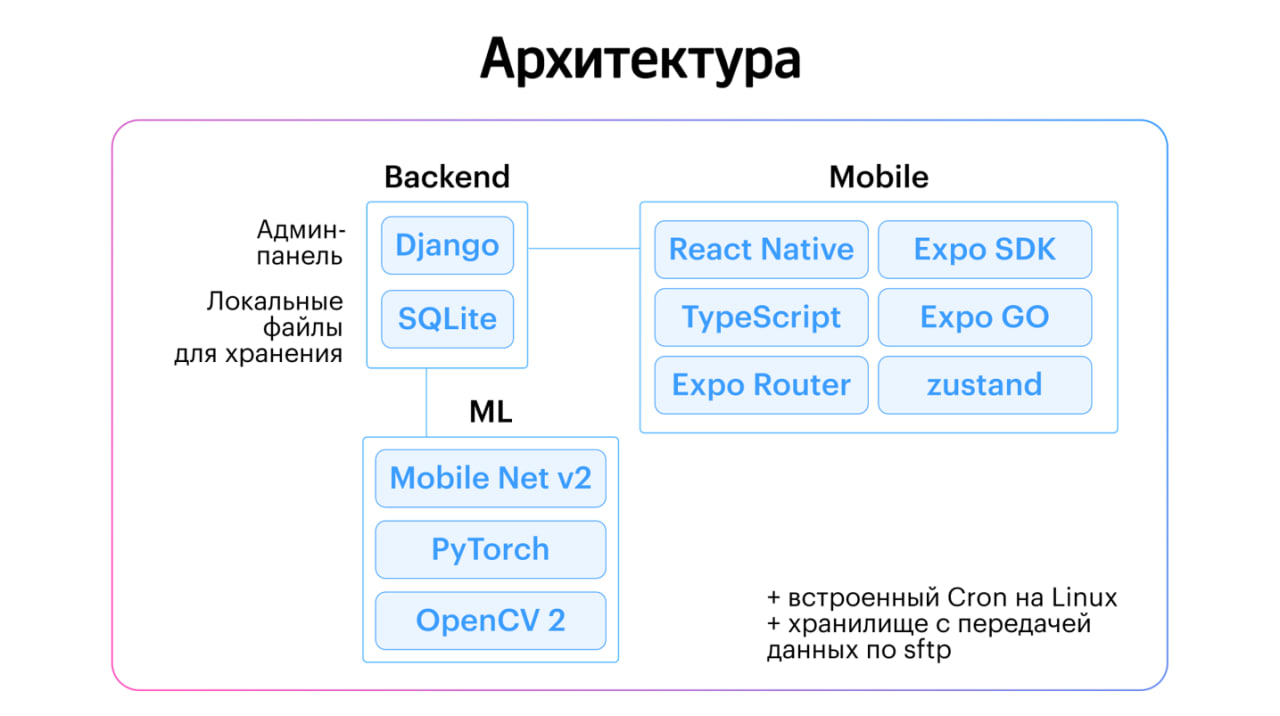 Архитектура
Backend
Mobile
Админ-
панель
Django
Локальные
файлы
для хранения
SQLite
React Native
Expo SDK
TypeScript
Expo GO
Expo Router
zustand
ML
Mobile Net v2
PyTorch
OpenCV 2
+ встроенный Cron на Linux
+ хранилище с передачей
данных по sftp